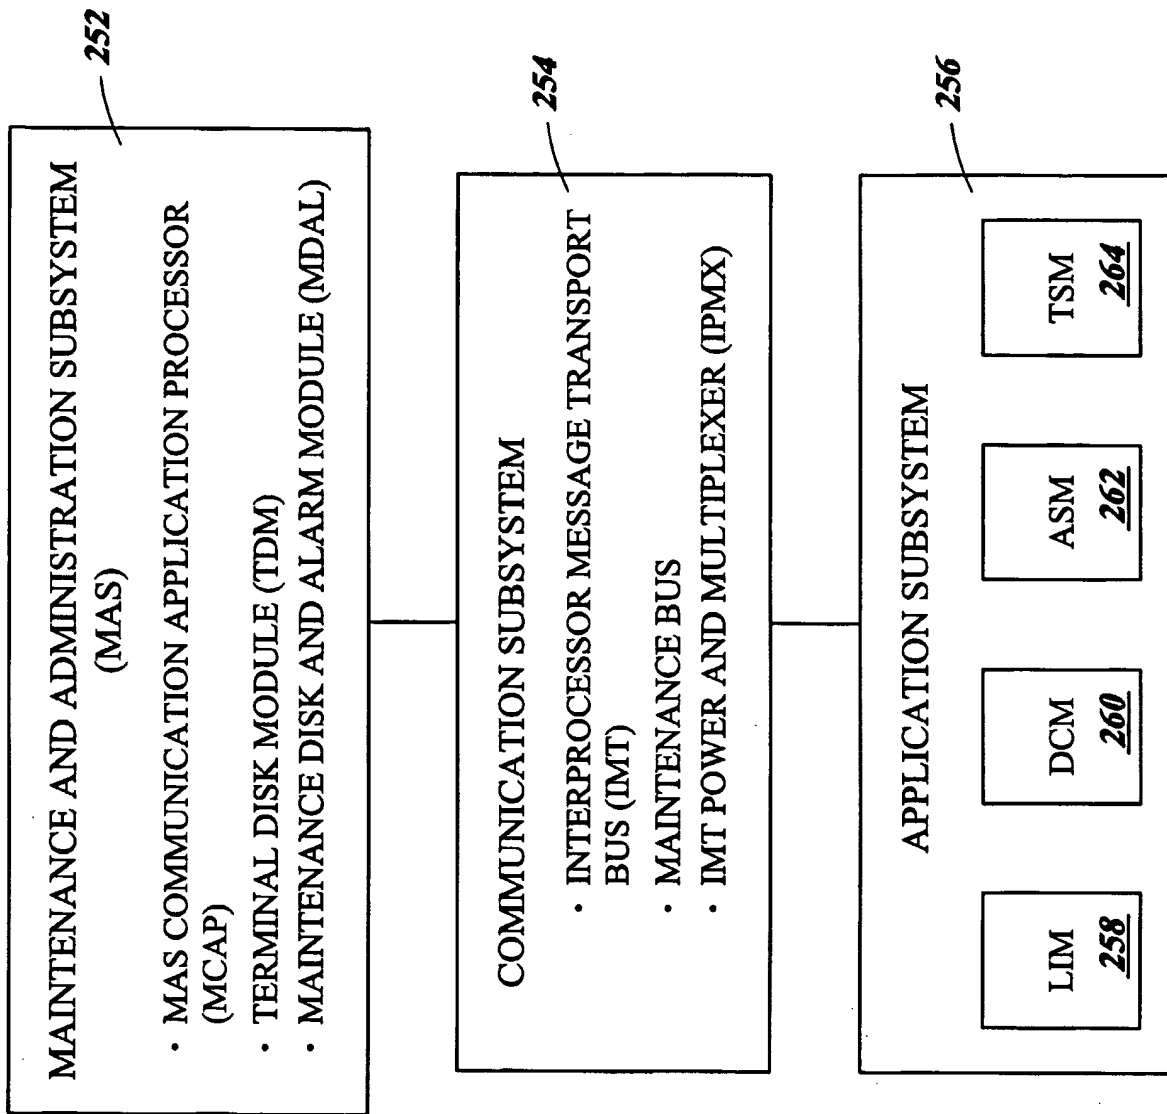 252
MAINTENANCE AND ADMINISTRATION SUBSYSTEM
(MAS)
• MAS COMMUNICATION APPLICATION PROCESSOR
(MCAP)
• TERMINAL DISK MODULE (TDM)
• MAINTENANCE DISK AND ALARM MODULE (MDAL)
254
COMMUNICATION SUBSYSTEM
• INTERPROCESSOR MESSAGE TRANSPORT
BUS (IMT)
• MAINTENANCE BUS
• IMT POWER AND MULTIPLEXER (IPMX)
256
APPLICATION SUBSYSTEM
LIM
258
DCM
260
ASM
262
TSM
264